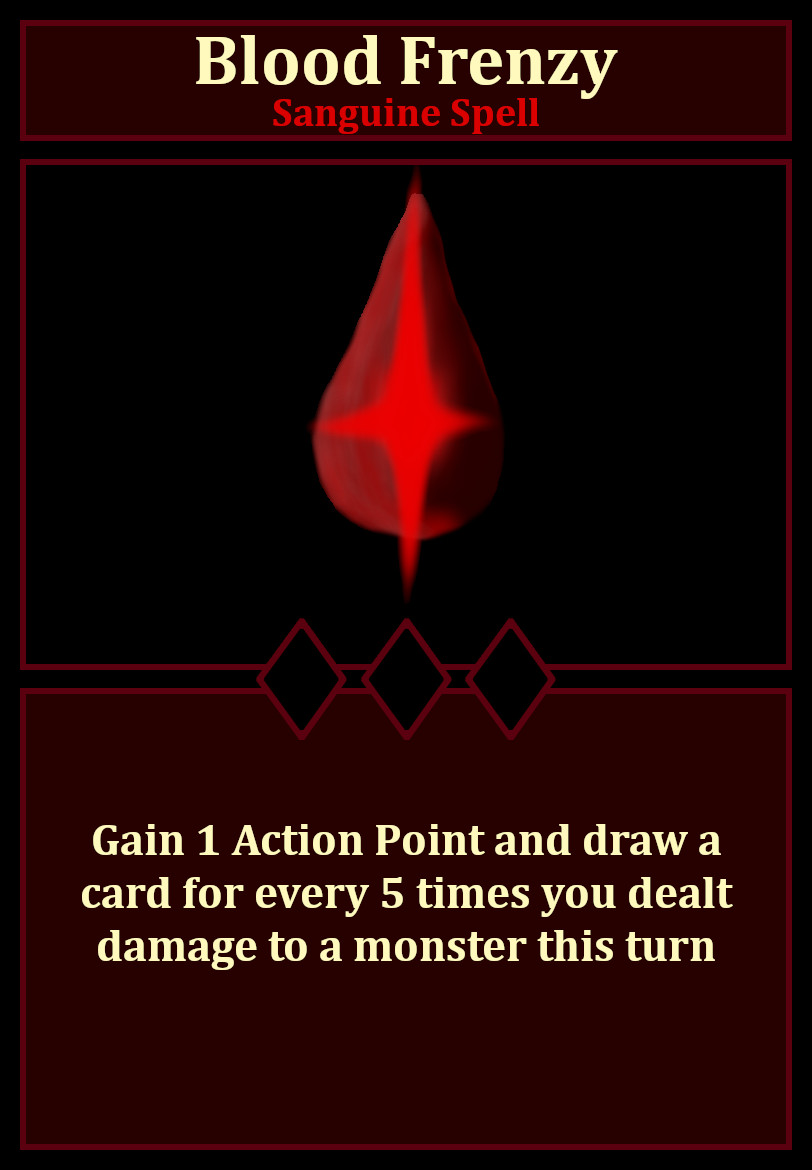 Blood Frenzy
Sanguine Spell
Gain 1 Action Point and draw a
card for every 5 times you dealt
damage to a monster this turn